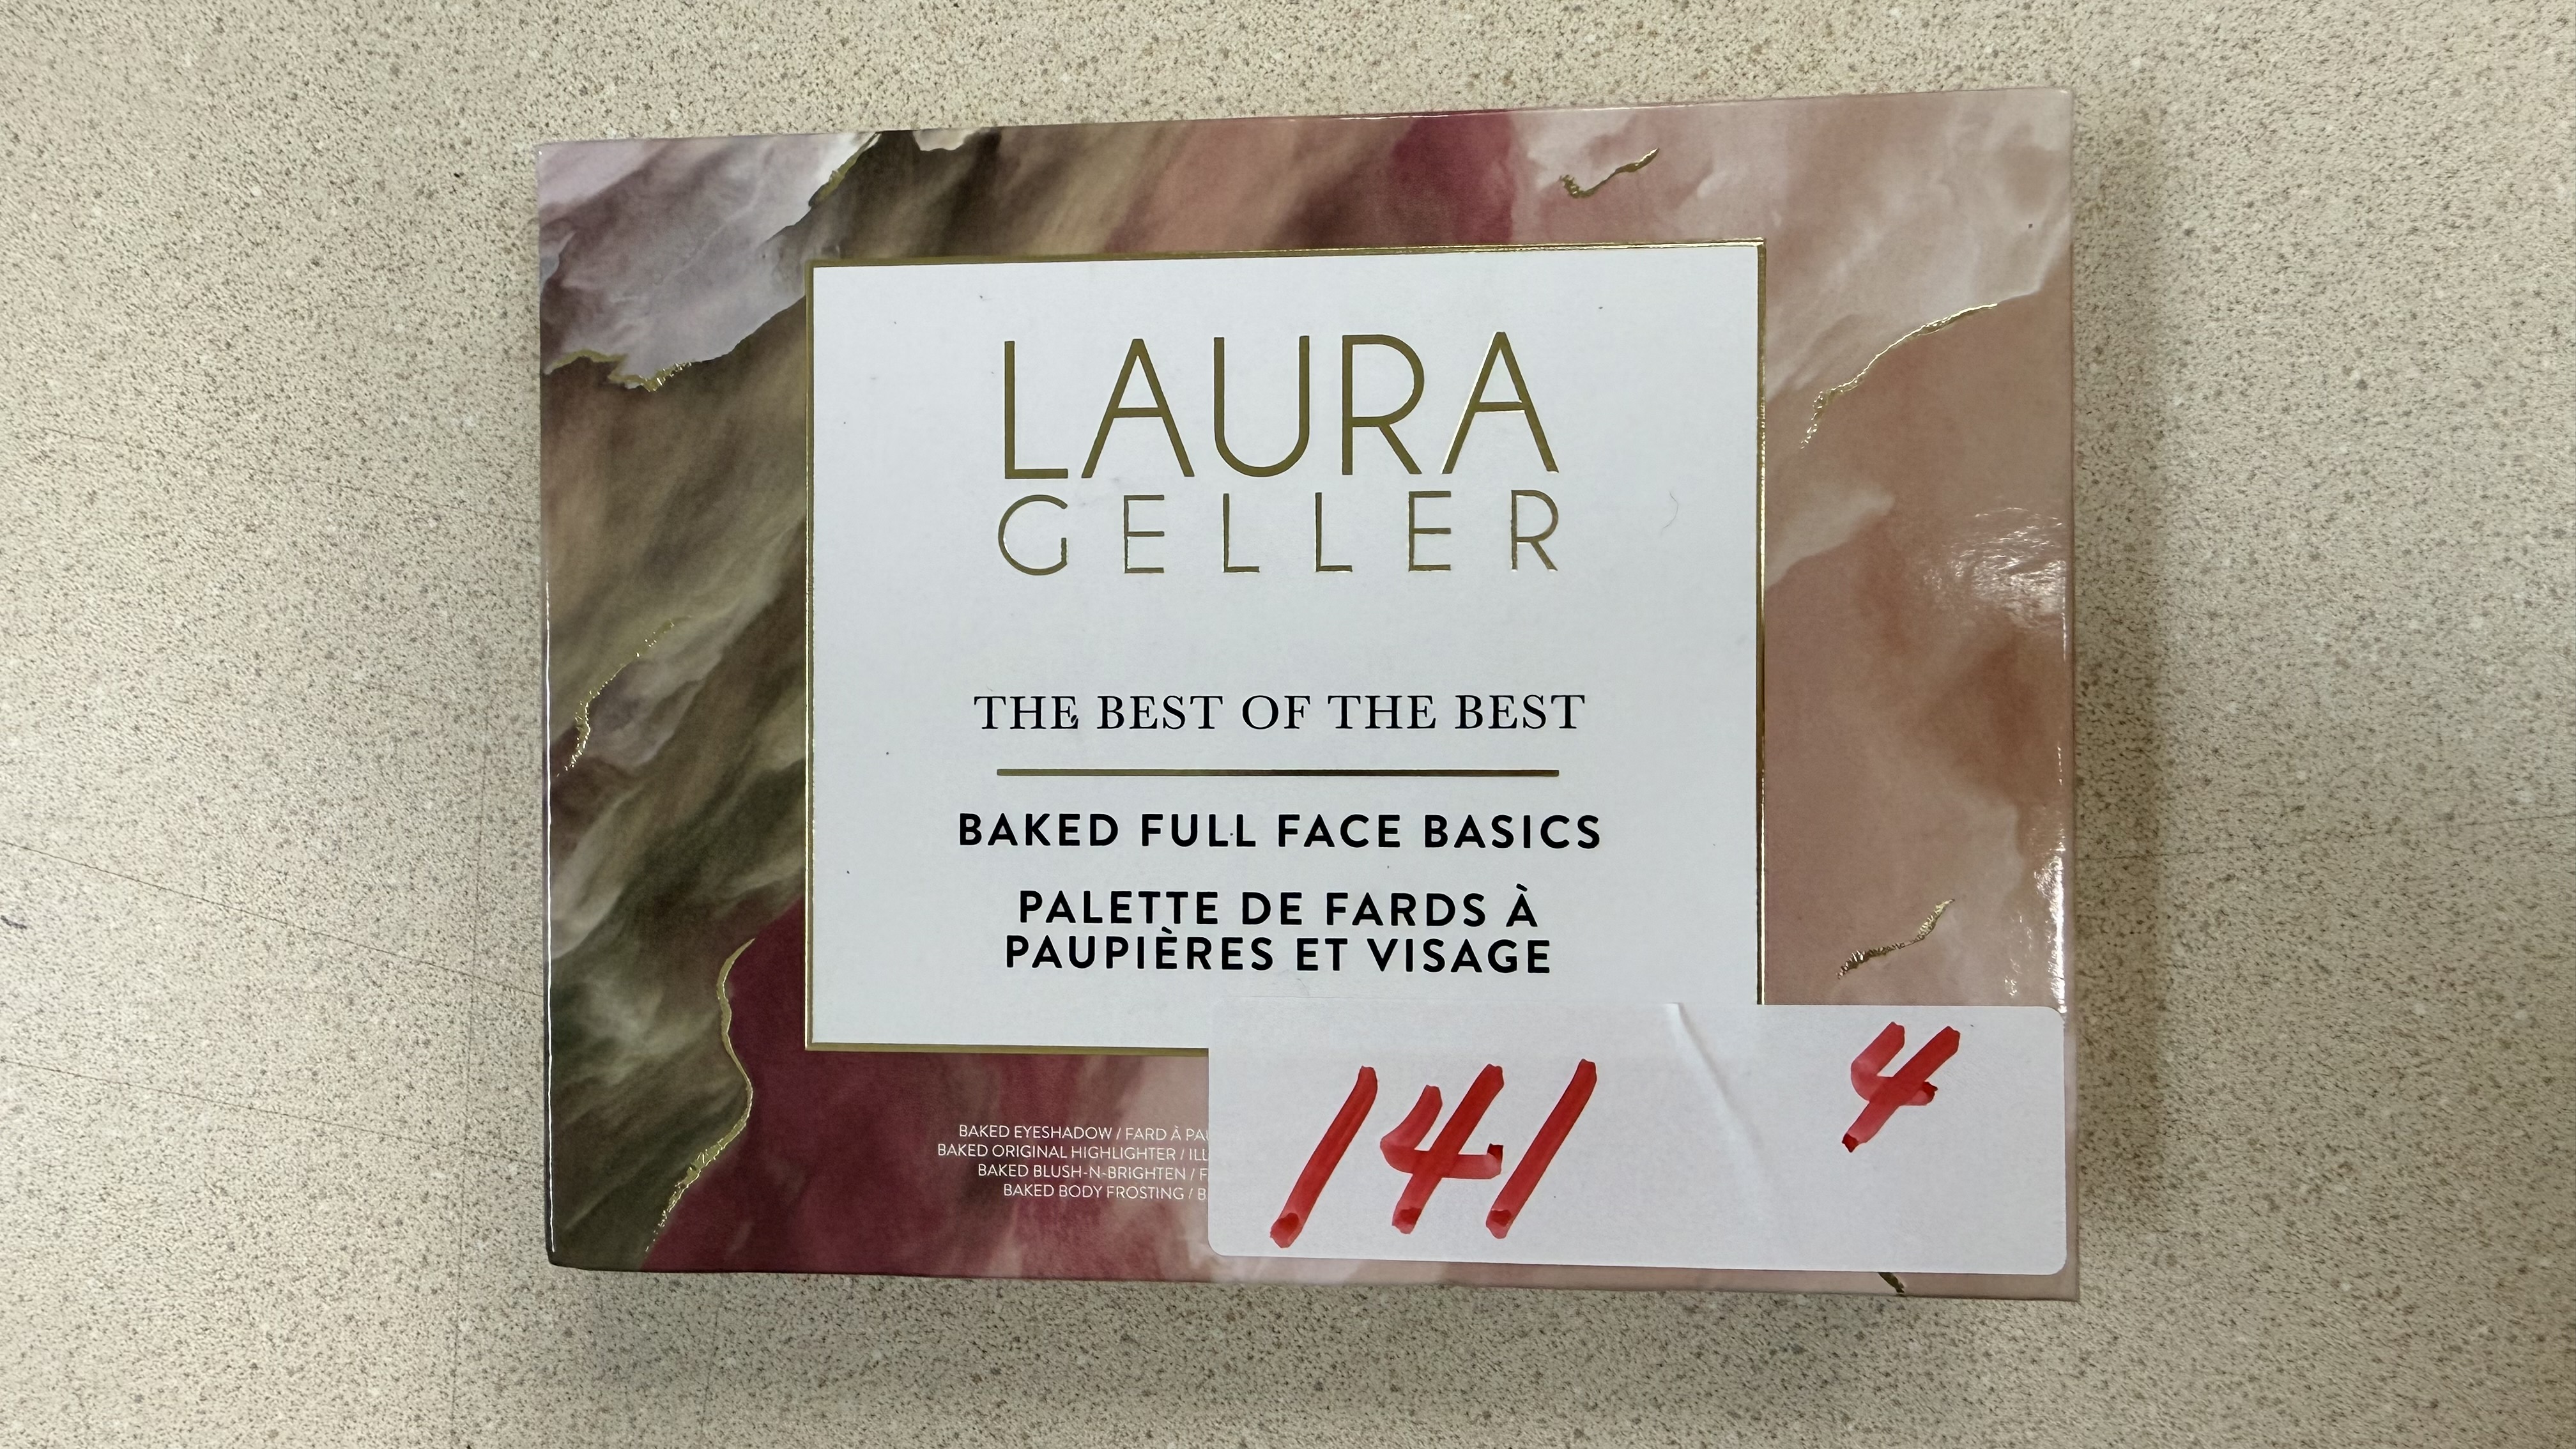 LAURA
GELLER
THE BEST OF THE BEST
BAKED FULL FACE BASICS
PALETTE DE FARDS À
PAUPIÈRES ET VISAGE
BAKED EYESHADOW / FARD À
BAKED ORIGINAL HIGHLIGHTER /
BAKED BLUSH-N-BRIGHTEN /
BAKED BODY FROSTING /
141
4